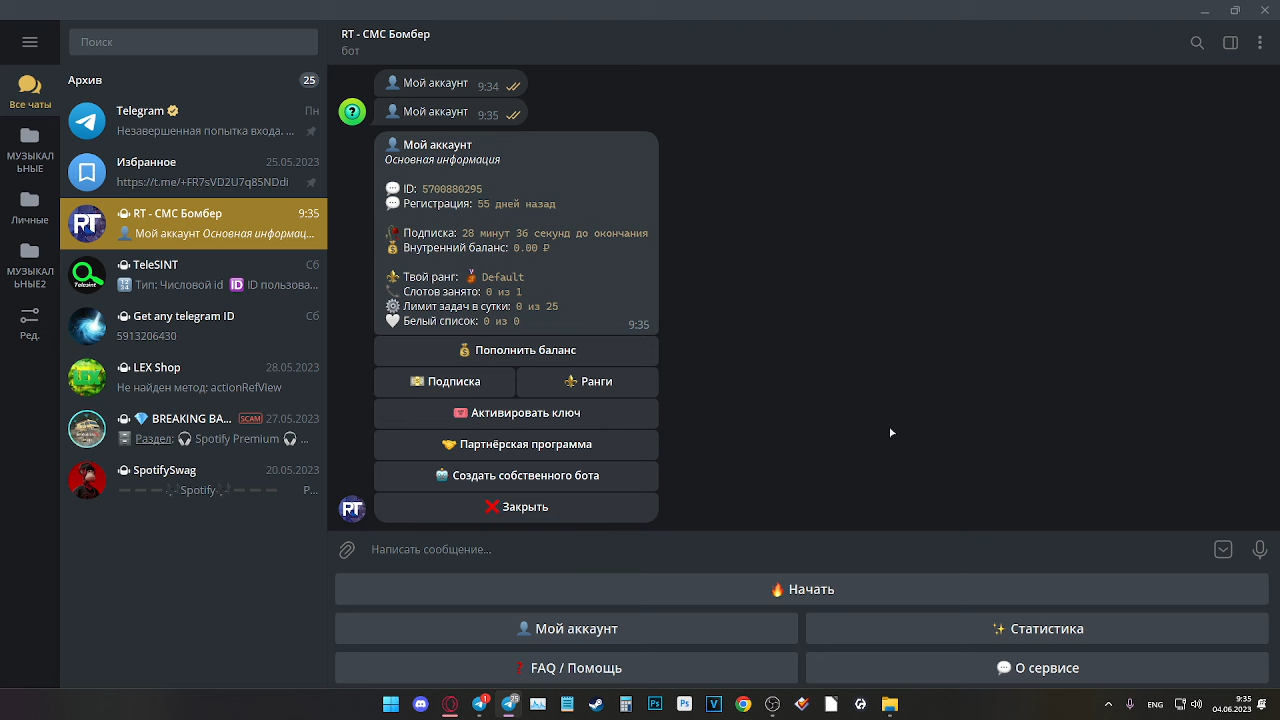 Поиск
Архив
25
Все чаты
МУЗЫКАЛ
ЬНЫЕ
Личные
МУЗЫКАЛ
ЬНЫЕ2
Ред.
Telegram
Пн
Незавершенная попытка входа. ...
Избранное
25.05.2023
https://t.me/+FR7sVD2U7q85NDdi
RT
RT - СМС Бомбер
9:35
Мой аккаунт Основная информац...
TeleSINT
Сб
Тип: Числовой id ID ID пользова...
Get any telegram ID
Сб
5913206430
LEX Shop
28.05.2023
Не найден метод: actionRefView
BREAKING BA... SCAM
27.05.2023
Раздел: Spotify Premium ...
SpotifySwag
20.05.2023
— — — Spotify — — — P...
RT - СМС Бомбер
бот
Мой аккаунт 9:34
Мой аккаунт 9:35
Мой аккаунт
Основная информация
ID: 5700880295
Регистрация: 55 дней назад
Подписка: 28 минут 36 секунд до окончания
Внутренний баланс: 0.00 ₽
Твой ранг: Default
Слотов занято: 0 из 1
Лимит задач в сутки: 0 из 25
Белый список: 0 из 0
9:35
Пополнить баланс
Подписка
Ранги
Активировать ключ
Партнёрская программа
Создать собственного бота
Закрыть
RT
Написать сообщение...
Начать
Мой аккаунт
Статистика
FAQ / Помощь
О сервисе
ENG
9:35
04.06.2023